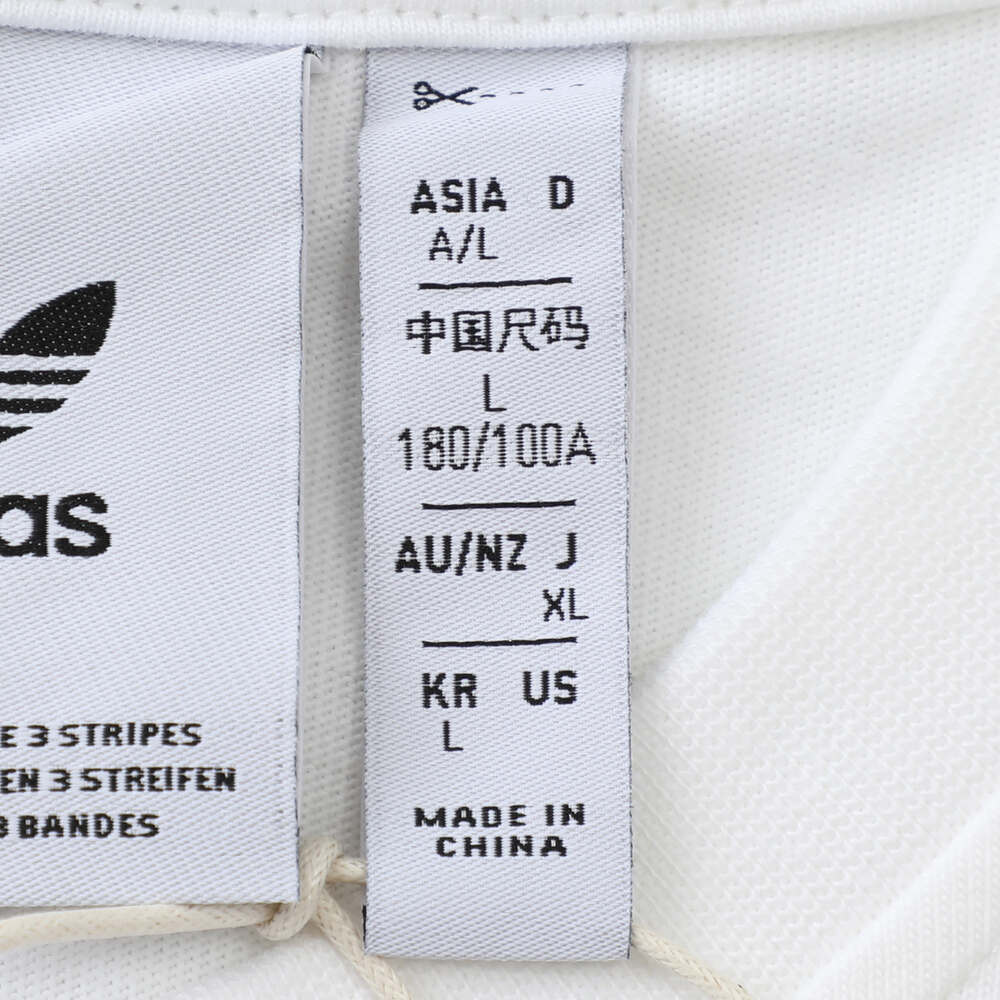 as
E 3 STRIPES
EN 3 STREIFEN
3 BANDES
ASIA D
A/L
中国尺码
L
180/100A
AU/NZ J
XL
KR US
L
MADE IN
CHINA